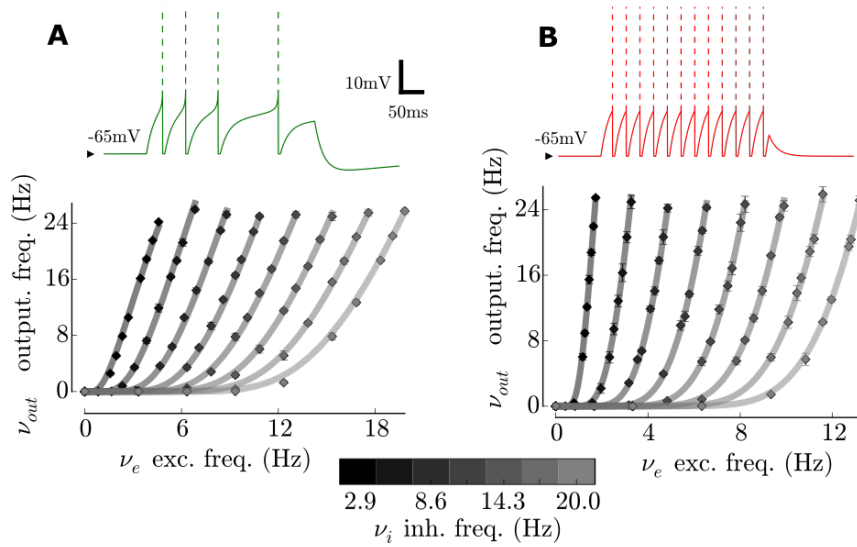 A
10mV
50ms
-65mV
ν_out output. freq. (Hz)
24
16
8
0
0 6 12 18
ν_e exc. freq. (Hz)
B
-65mV
ν_out output. freq. (Hz)
24
16
8
0
0 4 8 12
ν_e exc. freq. (Hz)
2.9 8.6 14.3 20.0
ν_i inh. freq. (Hz)